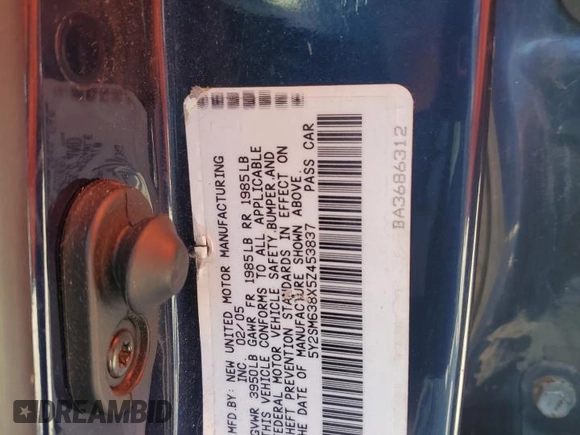 MFD.BY: NEW UNITED MOTOR MANUFACTURING
INC 02/05
GVWR 3950LB GAWR FR 1985LB RR 1985LB
THIS VEHICLE CONFORMS TO ALL APPLICABLE
FEDERAL MOTOR VEHICLE SAFETY,BUMPER,AND
THEFT PREVENTION STANDARDS IN EFFECT ON
THE DATE OF MANUFACTURE SHOWN ABOVE.
5Y2SM638X5Z453837 PASS CAR
BA3686312
DREAMBID